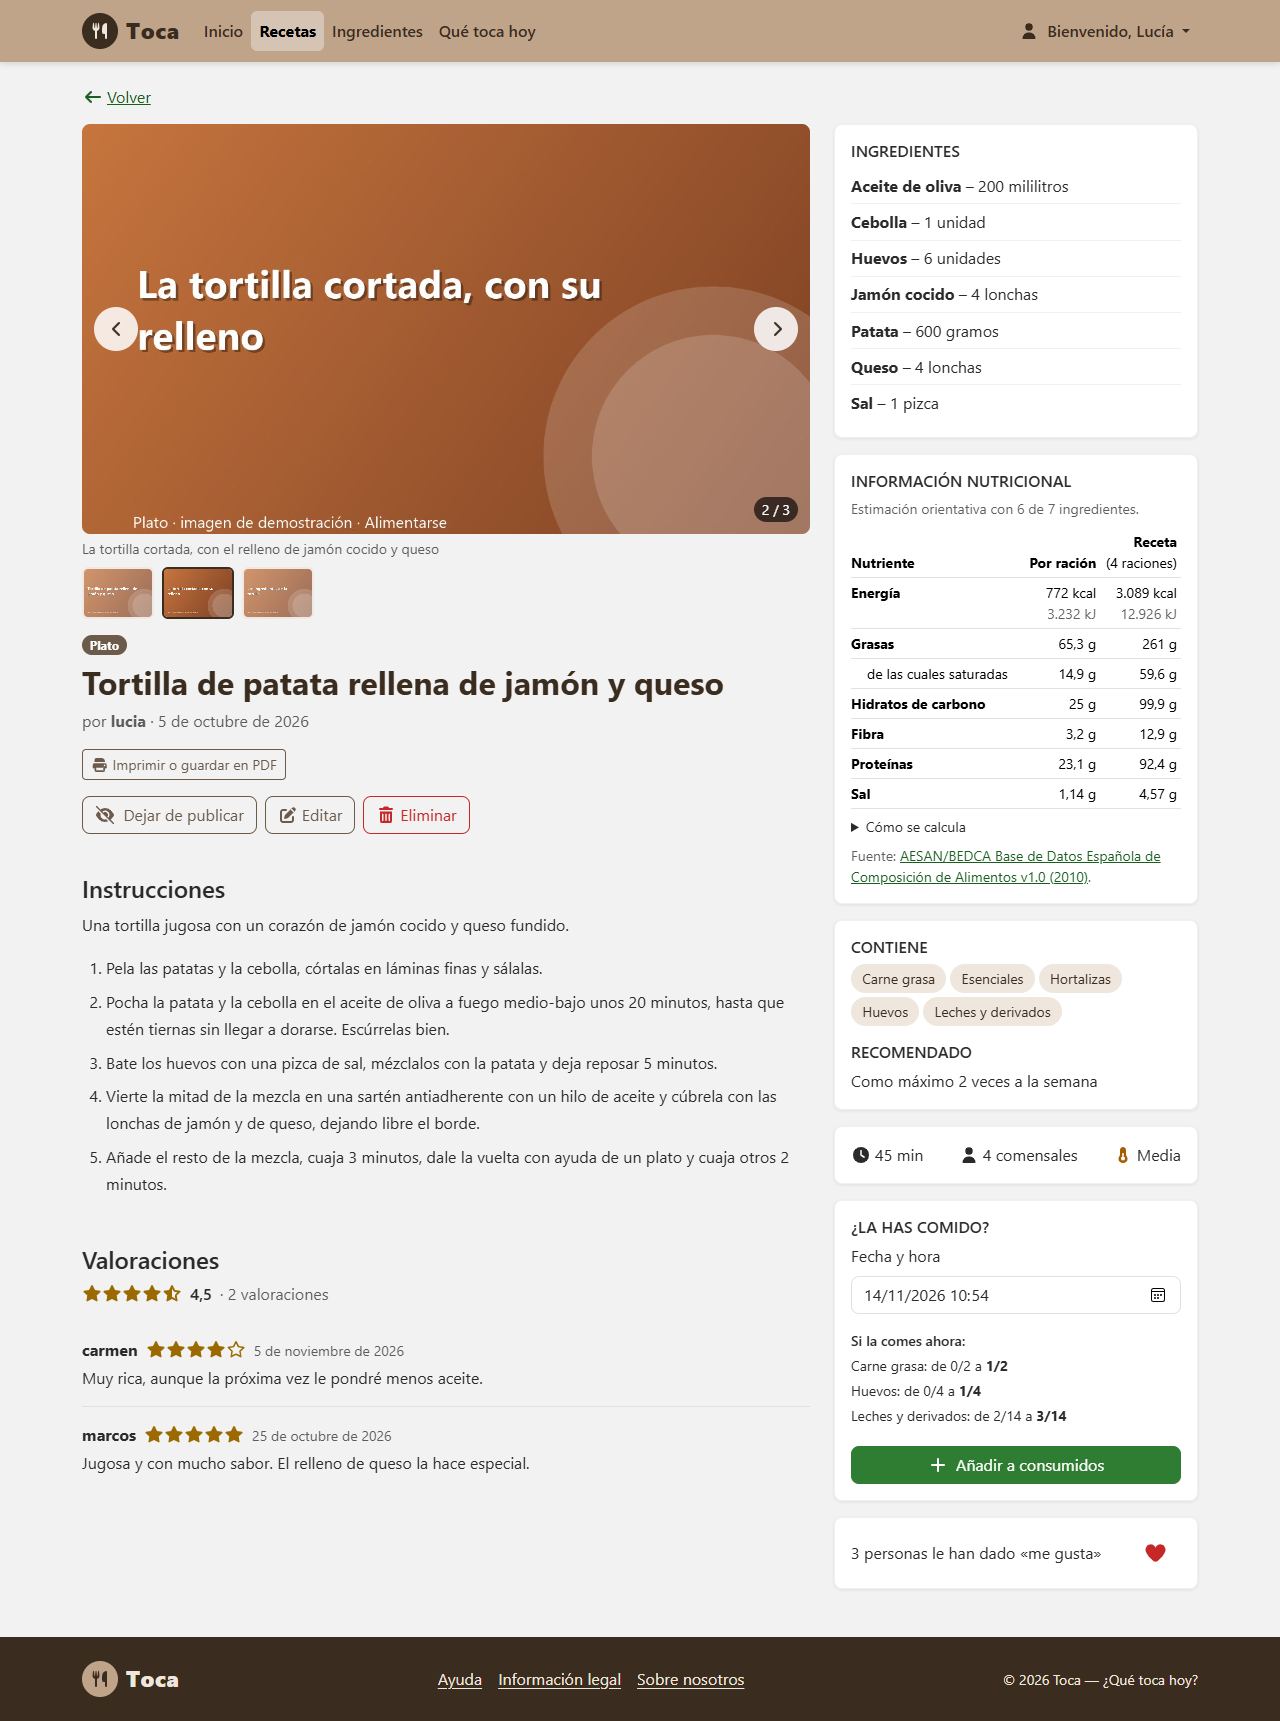 Toca
Inicio
Recetas
Ingredientes
Qué toca hoy
Bienvenido, Lucía
Volver
La tortilla cortada, con su
relleno
Plato · imagen de demostración · Alimentarse
2 / 3
La tortilla cortada, con el relleno de jamón cocido y queso
Plato
Tortilla de patata rellena de jamón y queso
por lucia · 5 de octubre de 2026
Imprimir o guardar en PDF
Dejar de publicar
Editar
Eliminar
Instrucciones
Una tortilla jugosa con un corazón de jamón cocido y queso fundido.
1. Pela las patatas y la cebolla, córtalas en láminas finas y sálalas.
2. Pocha la patata y la cebolla en el aceite de oliva a fuego medio-bajo unos 20 minutos, hasta que
estén tiernas sin llegar a dorarse. Escúrrelas bien.
3. Bate los huevos con una pizca de sal, mézclalos con la patata y deja reposar 5 minutos.
4. Vierte la mitad de la mezcla en una sartén antiadherente con un hilo de aceite y cúbrela con las
lonchas de jamón y de queso, dejando libre el borde.
5. Añade el resto de la mezcla, cuaja 3 minutos, dale la vuelta con ayuda de un plato y cuaja otros 2
minutos.
Valoraciones
4,5 · 2 valoraciones
carmen 5 de noviembre de 2026
Muy rica, aunque la próxima vez le pondré menos aceite.
marcos 25 de octubre de 2026
Jugosa y con mucho sabor. El relleno de queso la hace especial.
INGREDIENTES
Aceite de oliva – 200 mililitros
Cebolla – 1 unidad
Huevos – 6 unidades
Jamón cocido – 4 lonchas
Patata – 600 gramos
Queso – 4 lonchas
Sal – 1 pizca
INFORMACIÓN NUTRICIONAL
Estimación orientativa con 6 de 7 ingredientes.
Nutriente Por ración Receta
(4 raciones)
Energía 772 kcal 3.089 kcal
3.232 kJ 12.926 kJ
Grasas 65,3 g 261 g
de las cuales saturadas 14,9 g 59,6 g
Hidratos de carbono 25 g 99,9 g
Fibra 3,2 g 12,9 g
Proteínas 23,1 g 92,4 g
Sal 1,14 g 4,57 g
Cómo se calcula
Fuente: AESAN/BEDCA Base de Datos Española de
Composición de Alimentos v1.0 (2010).
CONTIENE
Carne grasa
Esenciales
Hortalizas
Huevos
Leches y derivados
RECOMENDADO
Como máximo 2 veces a la semana
45 min
4 comensales
Media
¿LA HAS COMIDO?
Fecha y hora
14/11/2026 10:54
Si la comes ahora:
Carne grasa: de 0/2 a 1/2
Huevos: de 0/4 a 1/4
Leches y derivados: de 2/14 a 3/14
Añadir a consumidos
3 personas le han dado «me gusta»
Toca
Ayuda
Información legal
Sobre nosotros
© 2026 Toca — ¿Qué toca hoy?